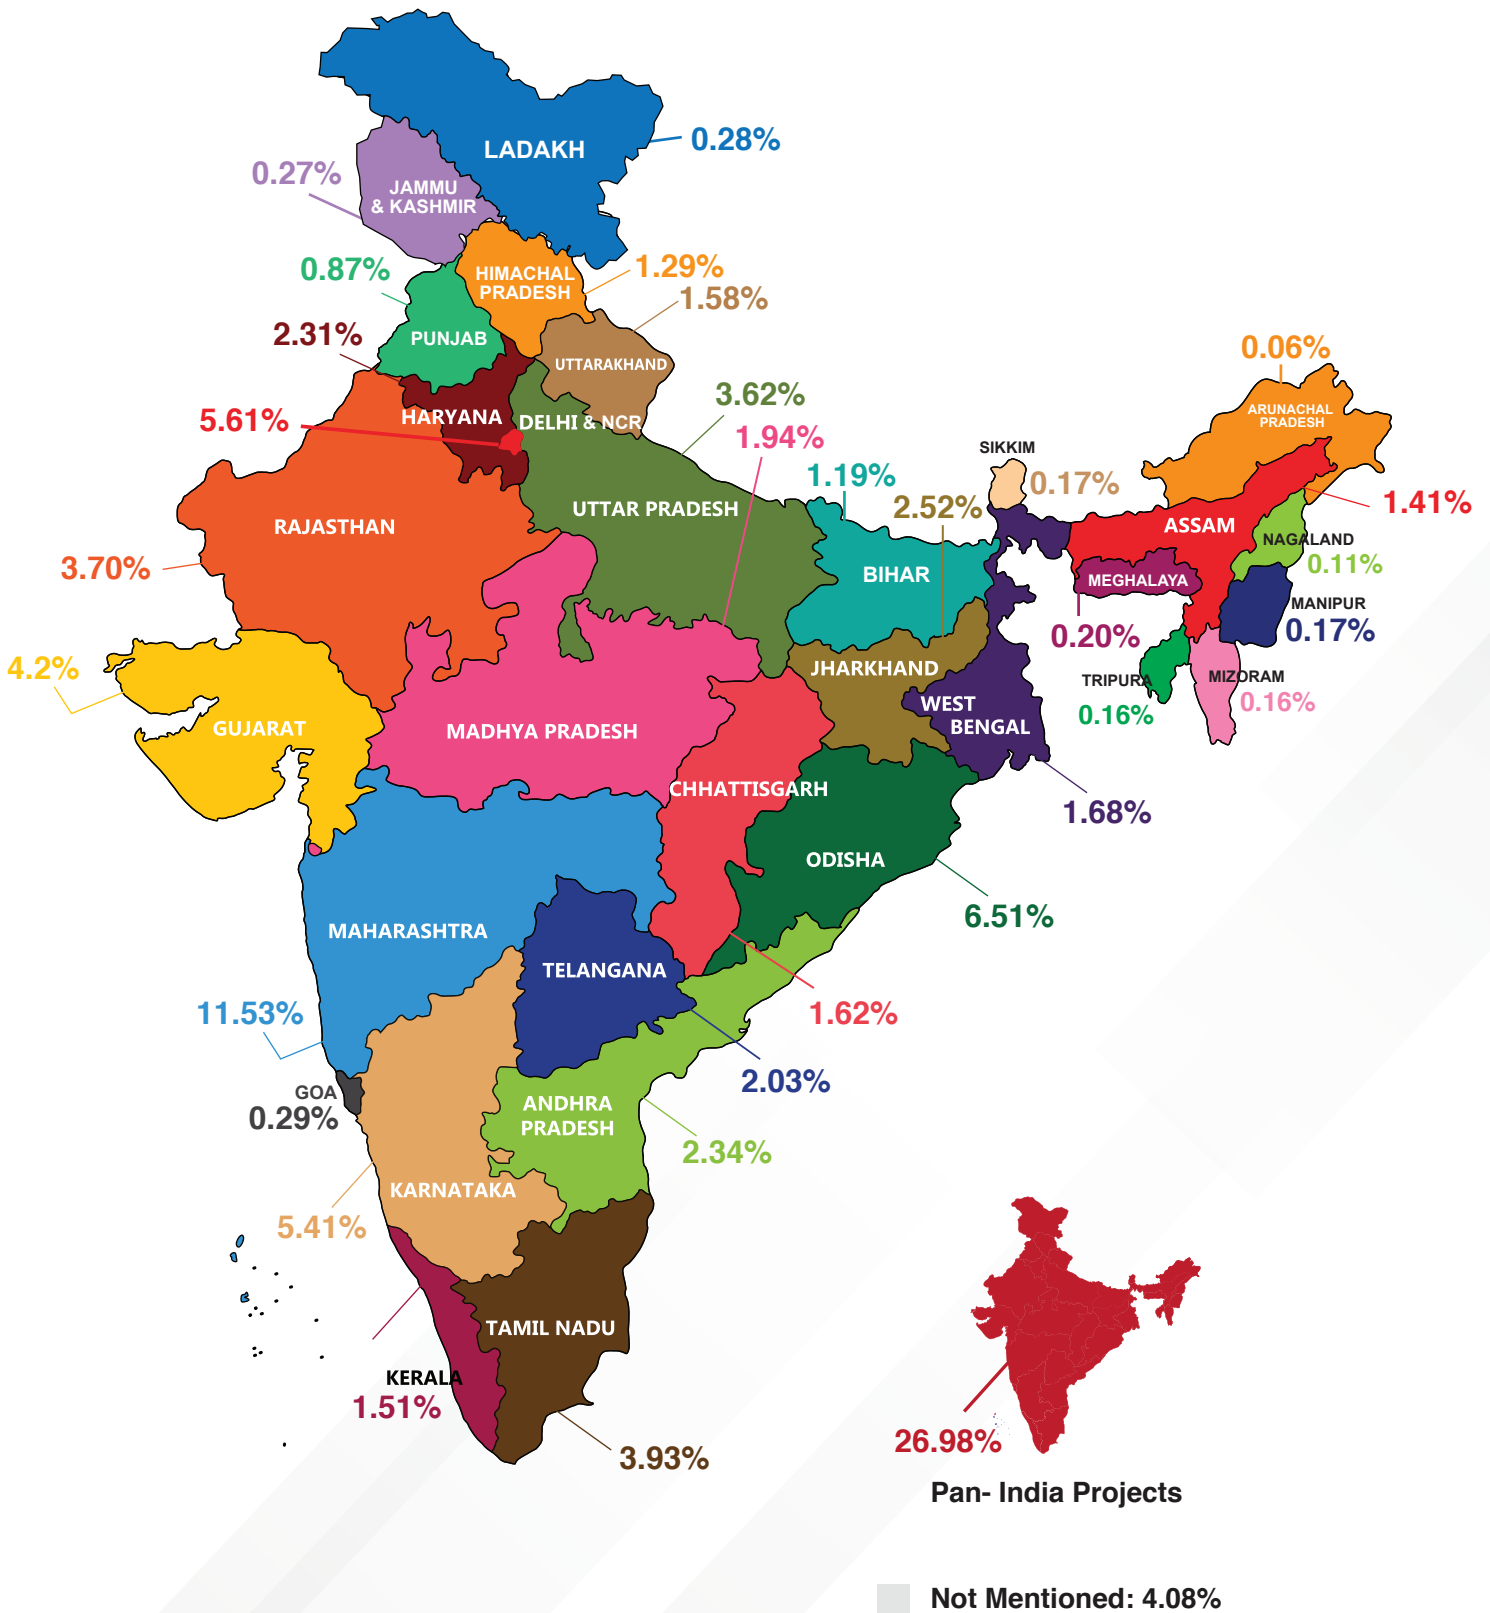 LADAKH
0.28%
0.27%
JAMMU
& KASHMIR
0.87%
HIMACHAL
PRADESH
1.29%
1.58%
2.31%
PUNJAB
UTTARAKHAND
0.06%
5.61%
HARYANA
DELHI & NCR
3.62%
1.94%
ARUNACHAL
PRADESH
SIKKIM
0.17%
1.19%
2.52%
1.41%
RAJASTHAN
UTTAR PRADESH
ASSAM
NAGALAND
0.11%
3.70%
BIHAR
MEGHALAYA
MANIPUR
0.17%
0.20%
4.2%
JHARKHAND
TRIPURA
0.16%
MIZORAM
0.16%
GUJARAT
MADHYA PRADESH
WEST
BENGAL
CHHATTISGARH
1.68%
ODISHA
6.51%
MAHARASHTRA
TELANGANA
11.53%
1.62%
2.03%
GOA
0.29%
ANDHRA
PRADESH
2.34%
KARNATAKA
5.41%
TAMIL NADU
KERALA
1.51%
3.93%
26.98%
Pan- India Projects
Not Mentioned: 4.08%